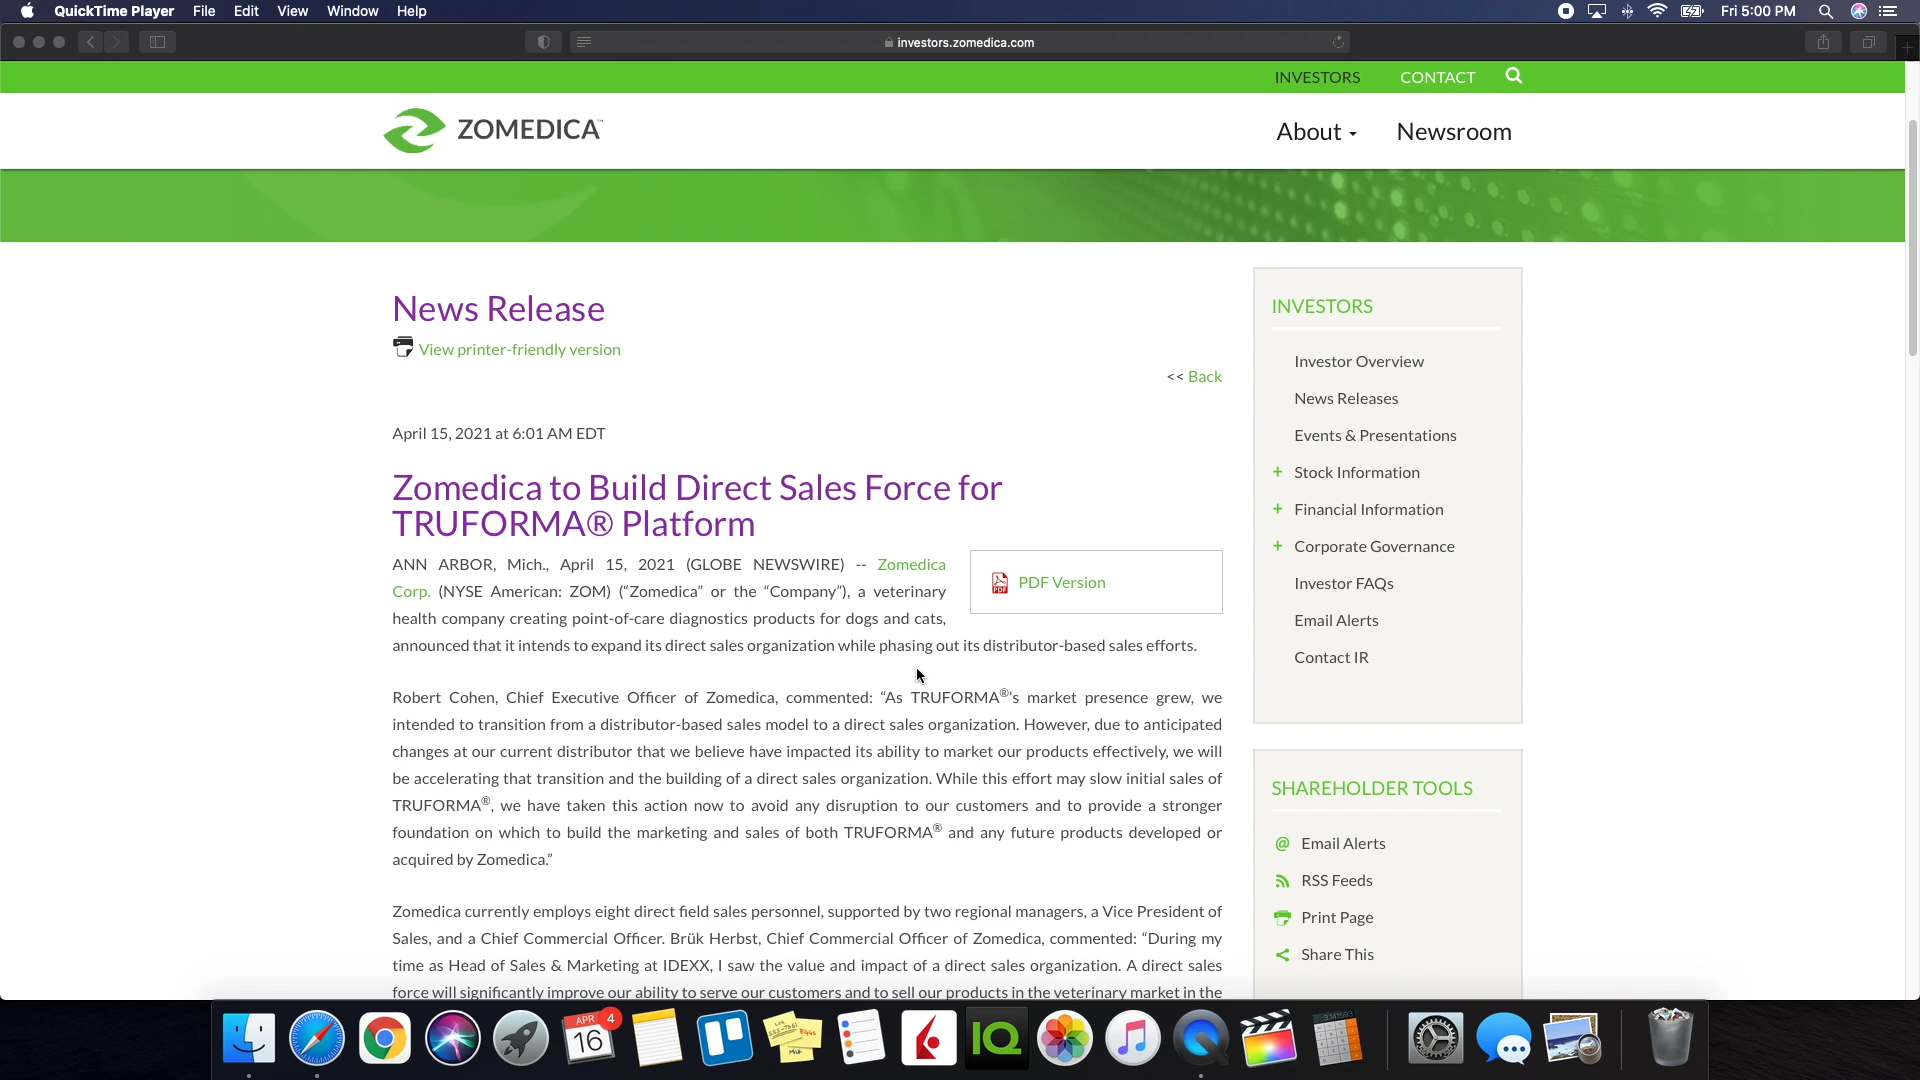 QuickTime Player File Edit View Window Help Fri 5:00 PM
investors.zomedica.com
INVESTORS CONTACT
ZOMEDICA™
About Newsroom
News Release
View printer-friendly version
<< Back
April 15, 2021 at 6:01 AM EDT
Zomedica to Build Direct Sales Force for
TRUFORMA® Platform
ANN ARBOR, Mich., April 15, 2021 (GLOBE NEWSWIRE) -- Zomedica
Corp. (NYSE American: ZOM) (“Zomedica” or the “Company”), a veterinary
health company creating point-of-care diagnostics products for dogs and cats,
announced that it intends to expand its direct sales organization while phasing out its distributor-based sales efforts.
PDF Version
Robert Cohen, Chief Executive Officer of Zomedica, commented: “As TRUFORMA®’s market presence grew, we
intended to transition from a distributor-based sales model to a direct sales organization. However, due to anticipated
changes at our current distributor that we believe have impacted its ability to market our products effectively, we will
be accelerating that transition and the building of a direct sales organization. While this effort may slow initial sales of
TRUFORMA®, we have taken this action now to avoid any disruption to our customers and to provide a stronger
foundation on which to build the marketing and sales of both TRUFORMA® and any future products developed or
acquired by Zomedica.”
Zomedica currently employs eight direct field sales personnel, supported by two regional managers, a Vice President of
Sales, and a Chief Commercial Officer. Brük Herbst, Chief Commercial Officer of Zomedica, commented: “During my
time as Head of Sales & Marketing at IDEXX, I saw the value and impact of a direct sales organization. A direct sales
force will significantly improve our ability to serve our customers and to sell our products in the veterinary market in the
INVESTORS
Investor Overview
News Releases
Events & Presentations
+ Stock Information
+ Financial Information
+ Corporate Governance
Investor FAQs
Email Alerts
Contact IR
SHAREHOLDER TOOLS
@ Email Alerts
RSS Feeds
Print Page
Share This
APR 4
16
IQ
3.141593